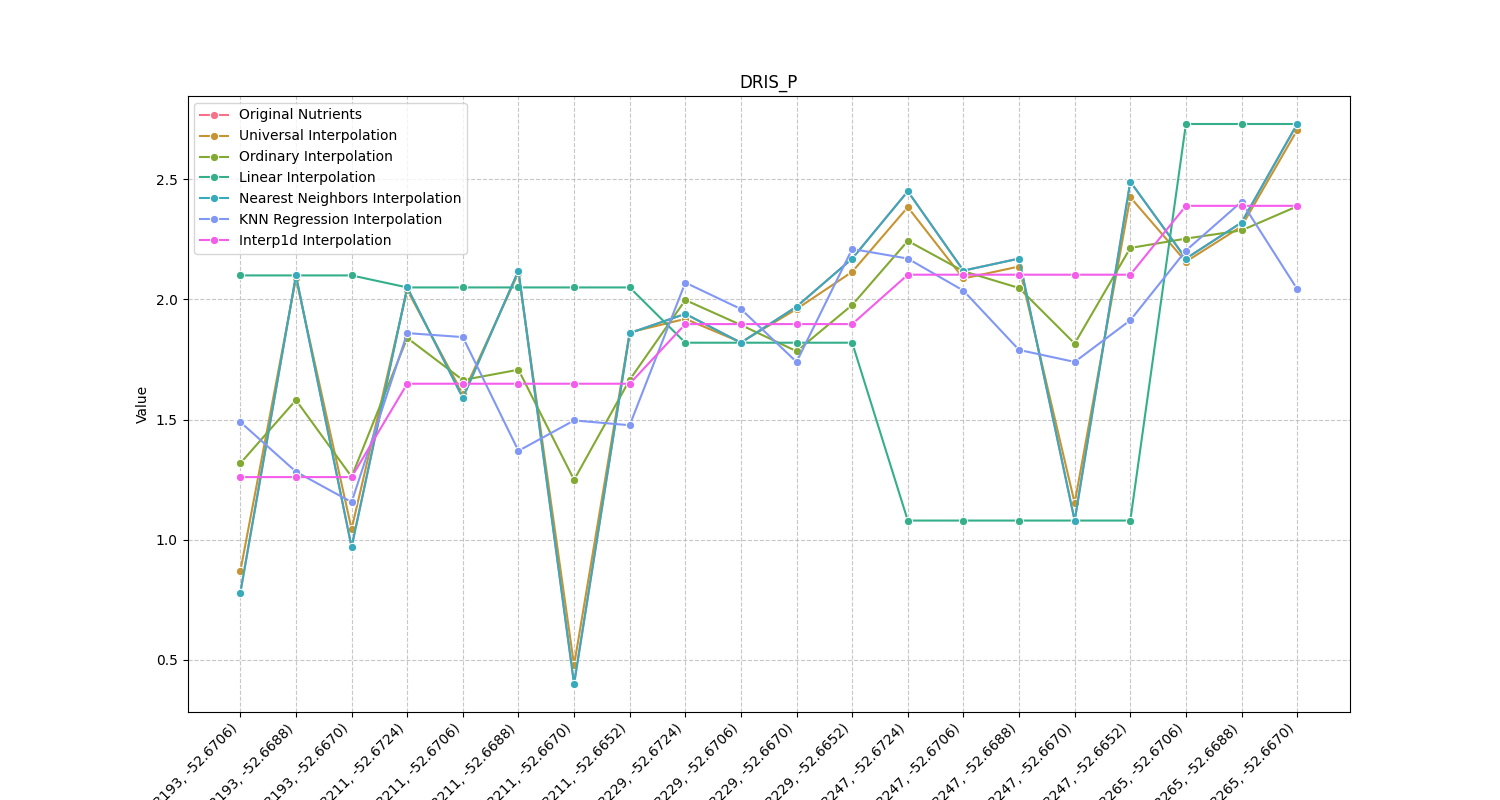 DRIS_P
Original Nutrients
Universal Interpolation
Ordinary Interpolation
Linear Interpolation
Nearest Neighbors Interpolation
KNN Regression Interpolation
Interp1d Interpolation
Value
2.5
2.0
1.5
1.0
0.5
-52.6706)
-52.6688)
-52.6670)
-52.6724)
-52.6706)
-52.6688)
-52.6670)
-52.6652)
-52.6724)
-52.6706)
-52.6670)
-52.6652)
-52.6724)
-52.6706)
-52.6688)
-52.6670)
-52.6652)
-52.6706)
-52.6688)
-52.6670)